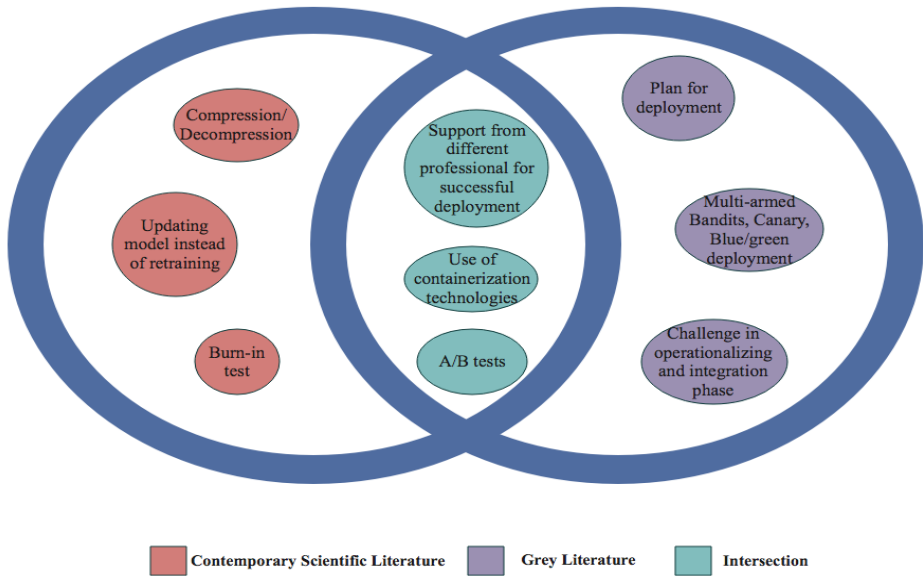 Compression/
Decompression
Updating
model instead
of retraining
Burn-in
test
Support from
different
professional for
successful
deployment
Use of
containerization
technologies
A/B tests
Plan for
deployment
Multi-armed
Bandits, Canary,
Blue/green
deployment
Challenge in
operationalizing
and integration
phase
Contemporary Scientific Literature
Grey Literature
Intersection